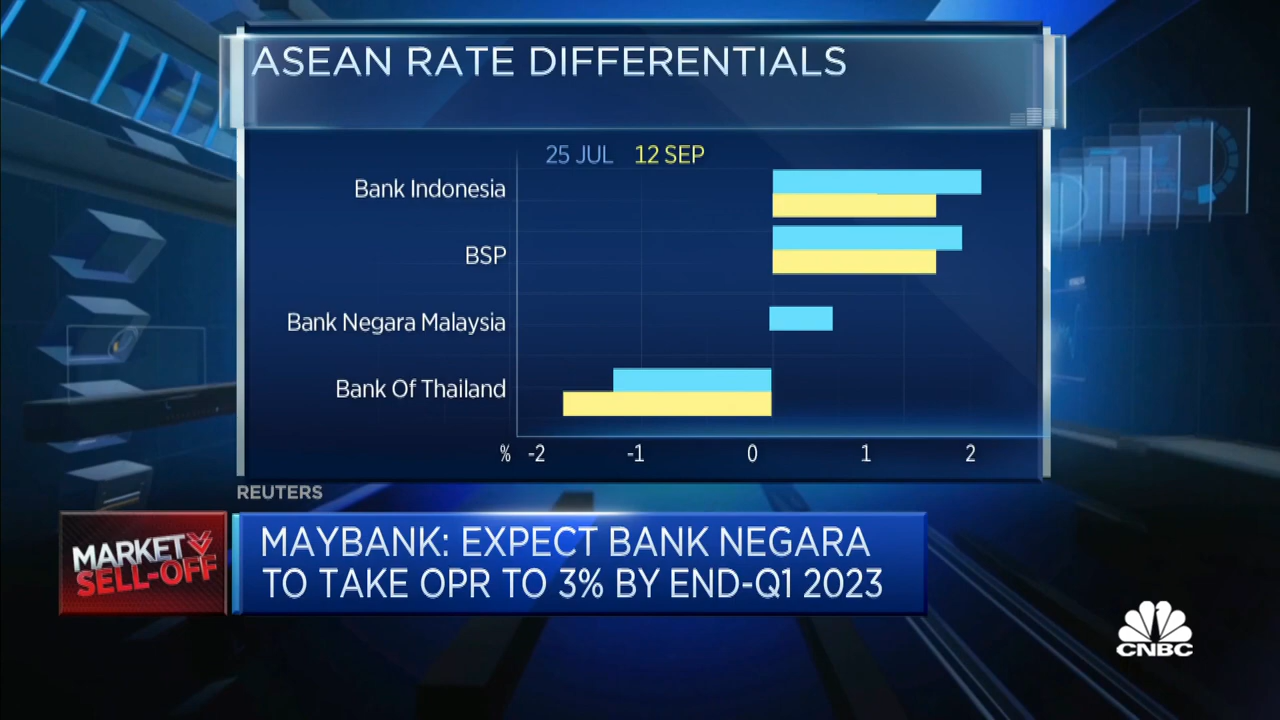 ASEAN RATE DIFFERENTIALS
25 JUL 12 SEP
Bank Indonesia
BSP
Bank Negara Malaysia
Bank Of Thailand
% -2 -1 0 1 2
REUTERS
MARKET SELL-OFF
MAYBANK: EXPECT BANK NEGARA
TO TAKE OPR TO 3% BY END-Q1 2023
CNBC